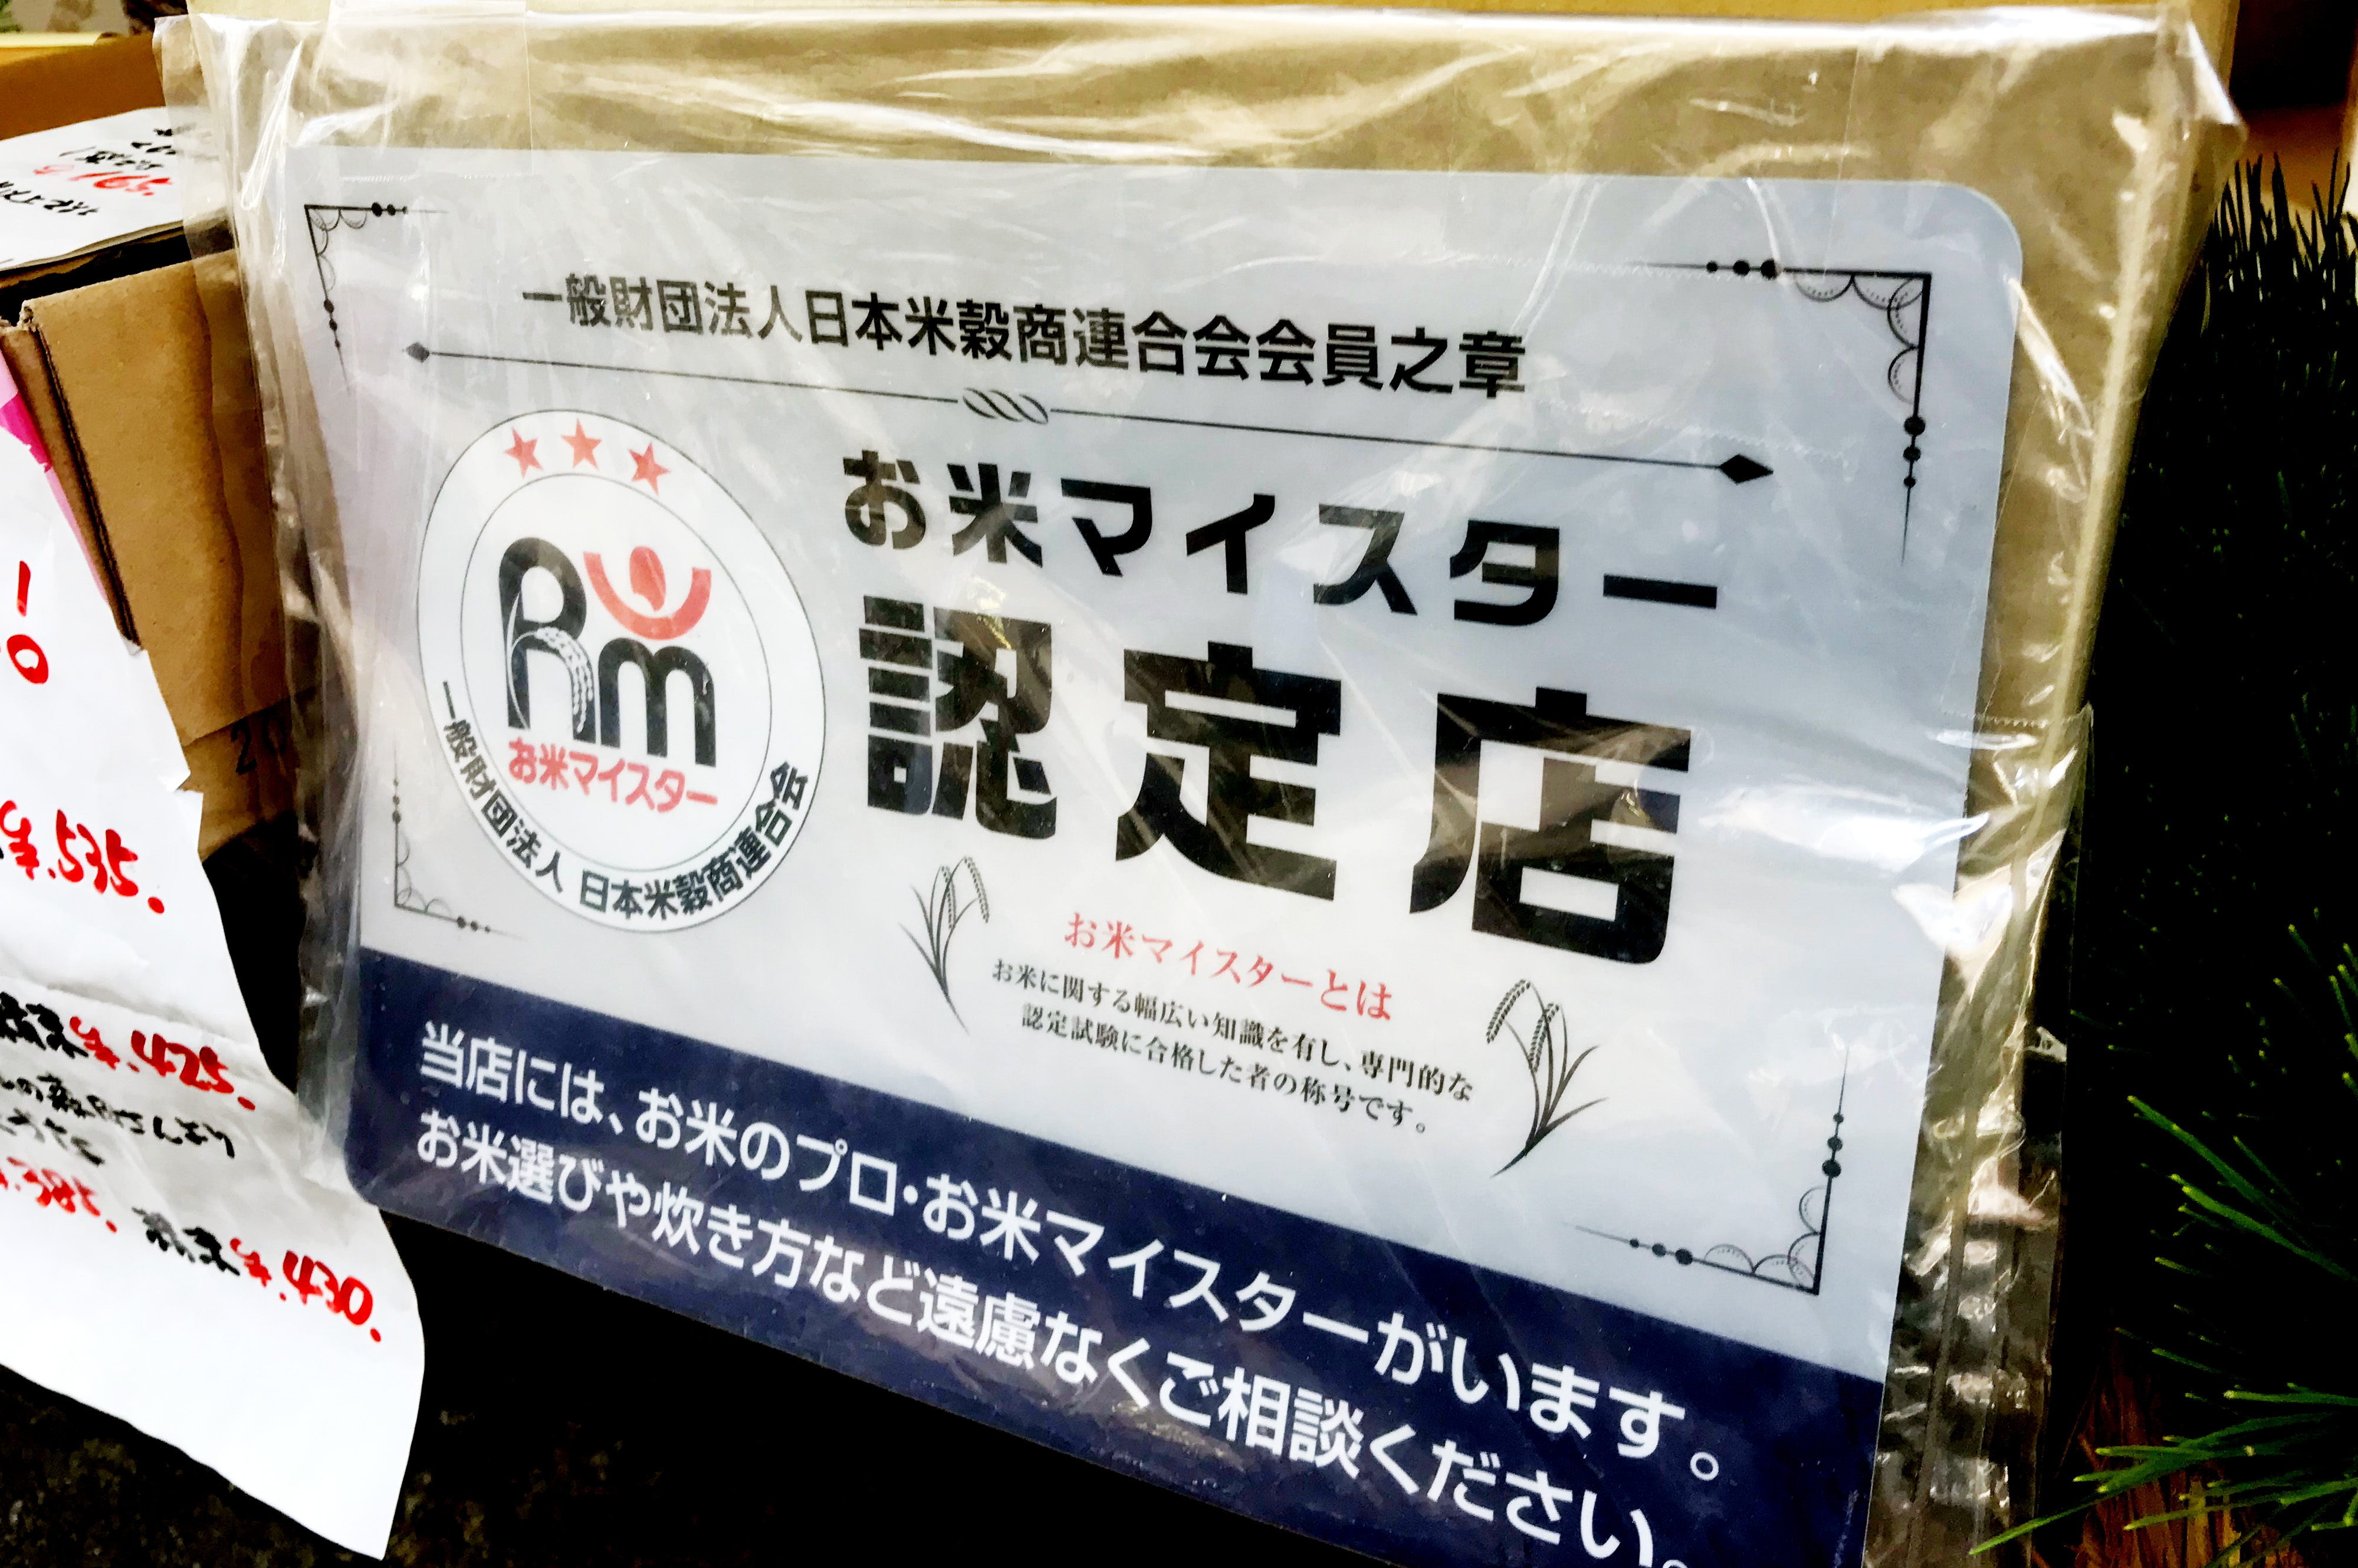 一般財団法人日本米穀商連合会会員之章
お米マイスター
認定店
Rm
お米マイスター
一般財団法人 日本米穀商連合会
お米マイスターとは
お米に関する幅広い知識を有し、専門的な
認定試験に合格した者の称号です。
当店には、お米のプロ・お米マイスターがいます。
お米選びや炊き方など遠慮なくご相談ください。
535.
425.
385.
430.